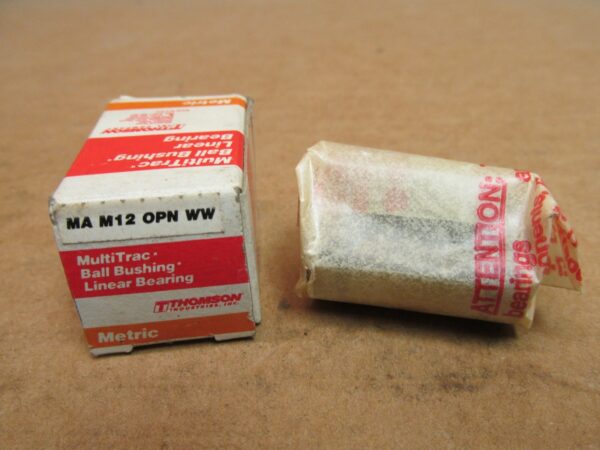 MA M12 OPN WW
MultiTrac®
Ball Bushing®
Linear Bearing
THOMSON
INDUSTRIES, INC.
Metric
MultiTrac®
Ball Bushing®
Linear
Bearing
THOMSON
Metric
ATTENTION:
bearings